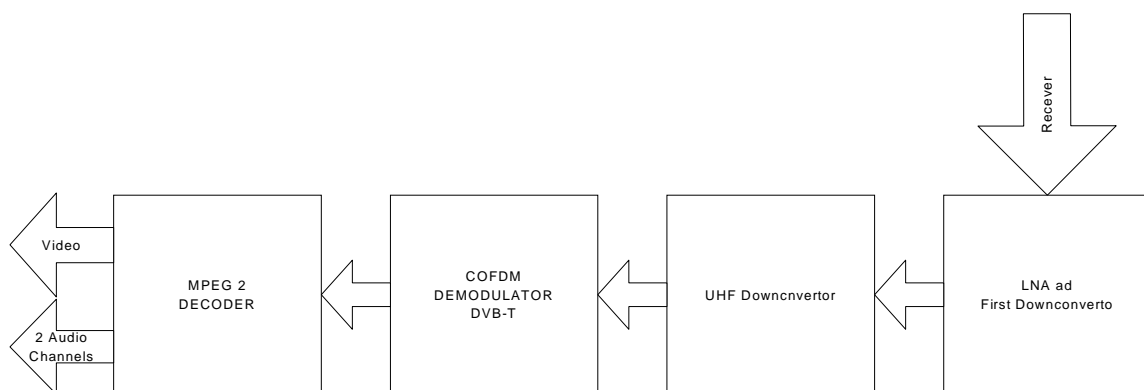 Recever
Video
2 Audio
Channels
MPEG 2
DECODER
COFDM
DEMODULATOR
DVB-T
UHF Downcnvertor
LNA ad
First Downconverto